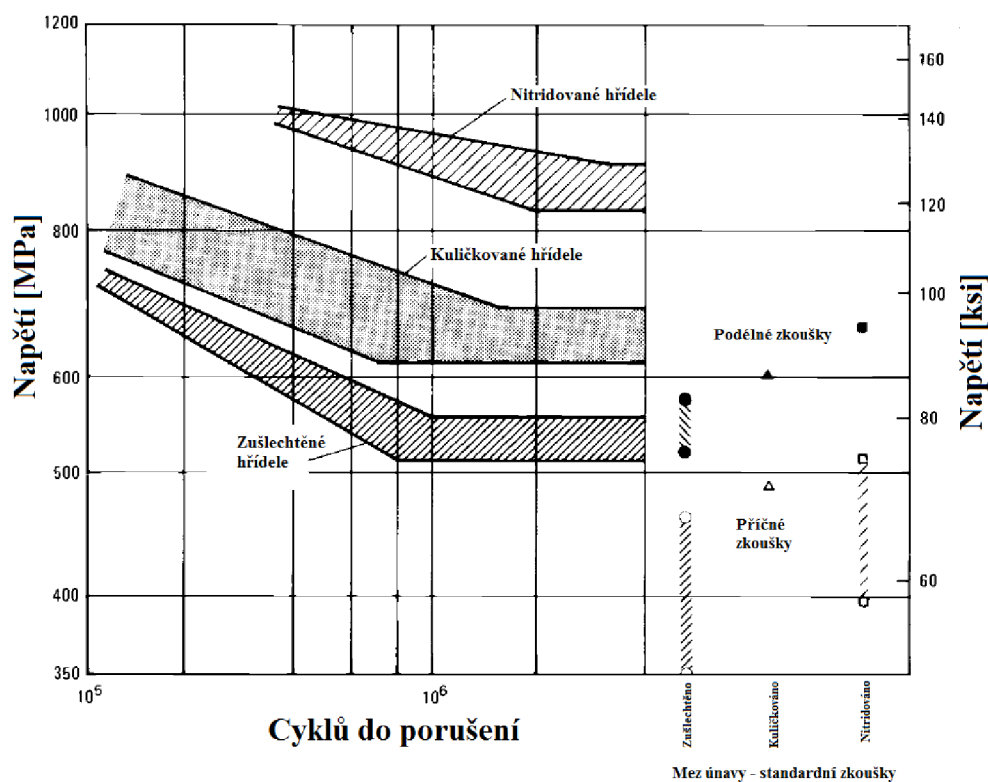 1200
1000
800
600
500
400
350
Napětí [MPa]
160
140
120
100
80
60
Napětí [ksi]
Nitridované hřídele
Kuličkované hřídele
Zušlechtěné
hřídele
Podélné zkoušky
Příčné
zkoušky
10⁵
10⁶
Cyklů do porušení
Zušlechtěno
Kuličkováno
Nitridováno
Mez únavy - standardní zkoušky